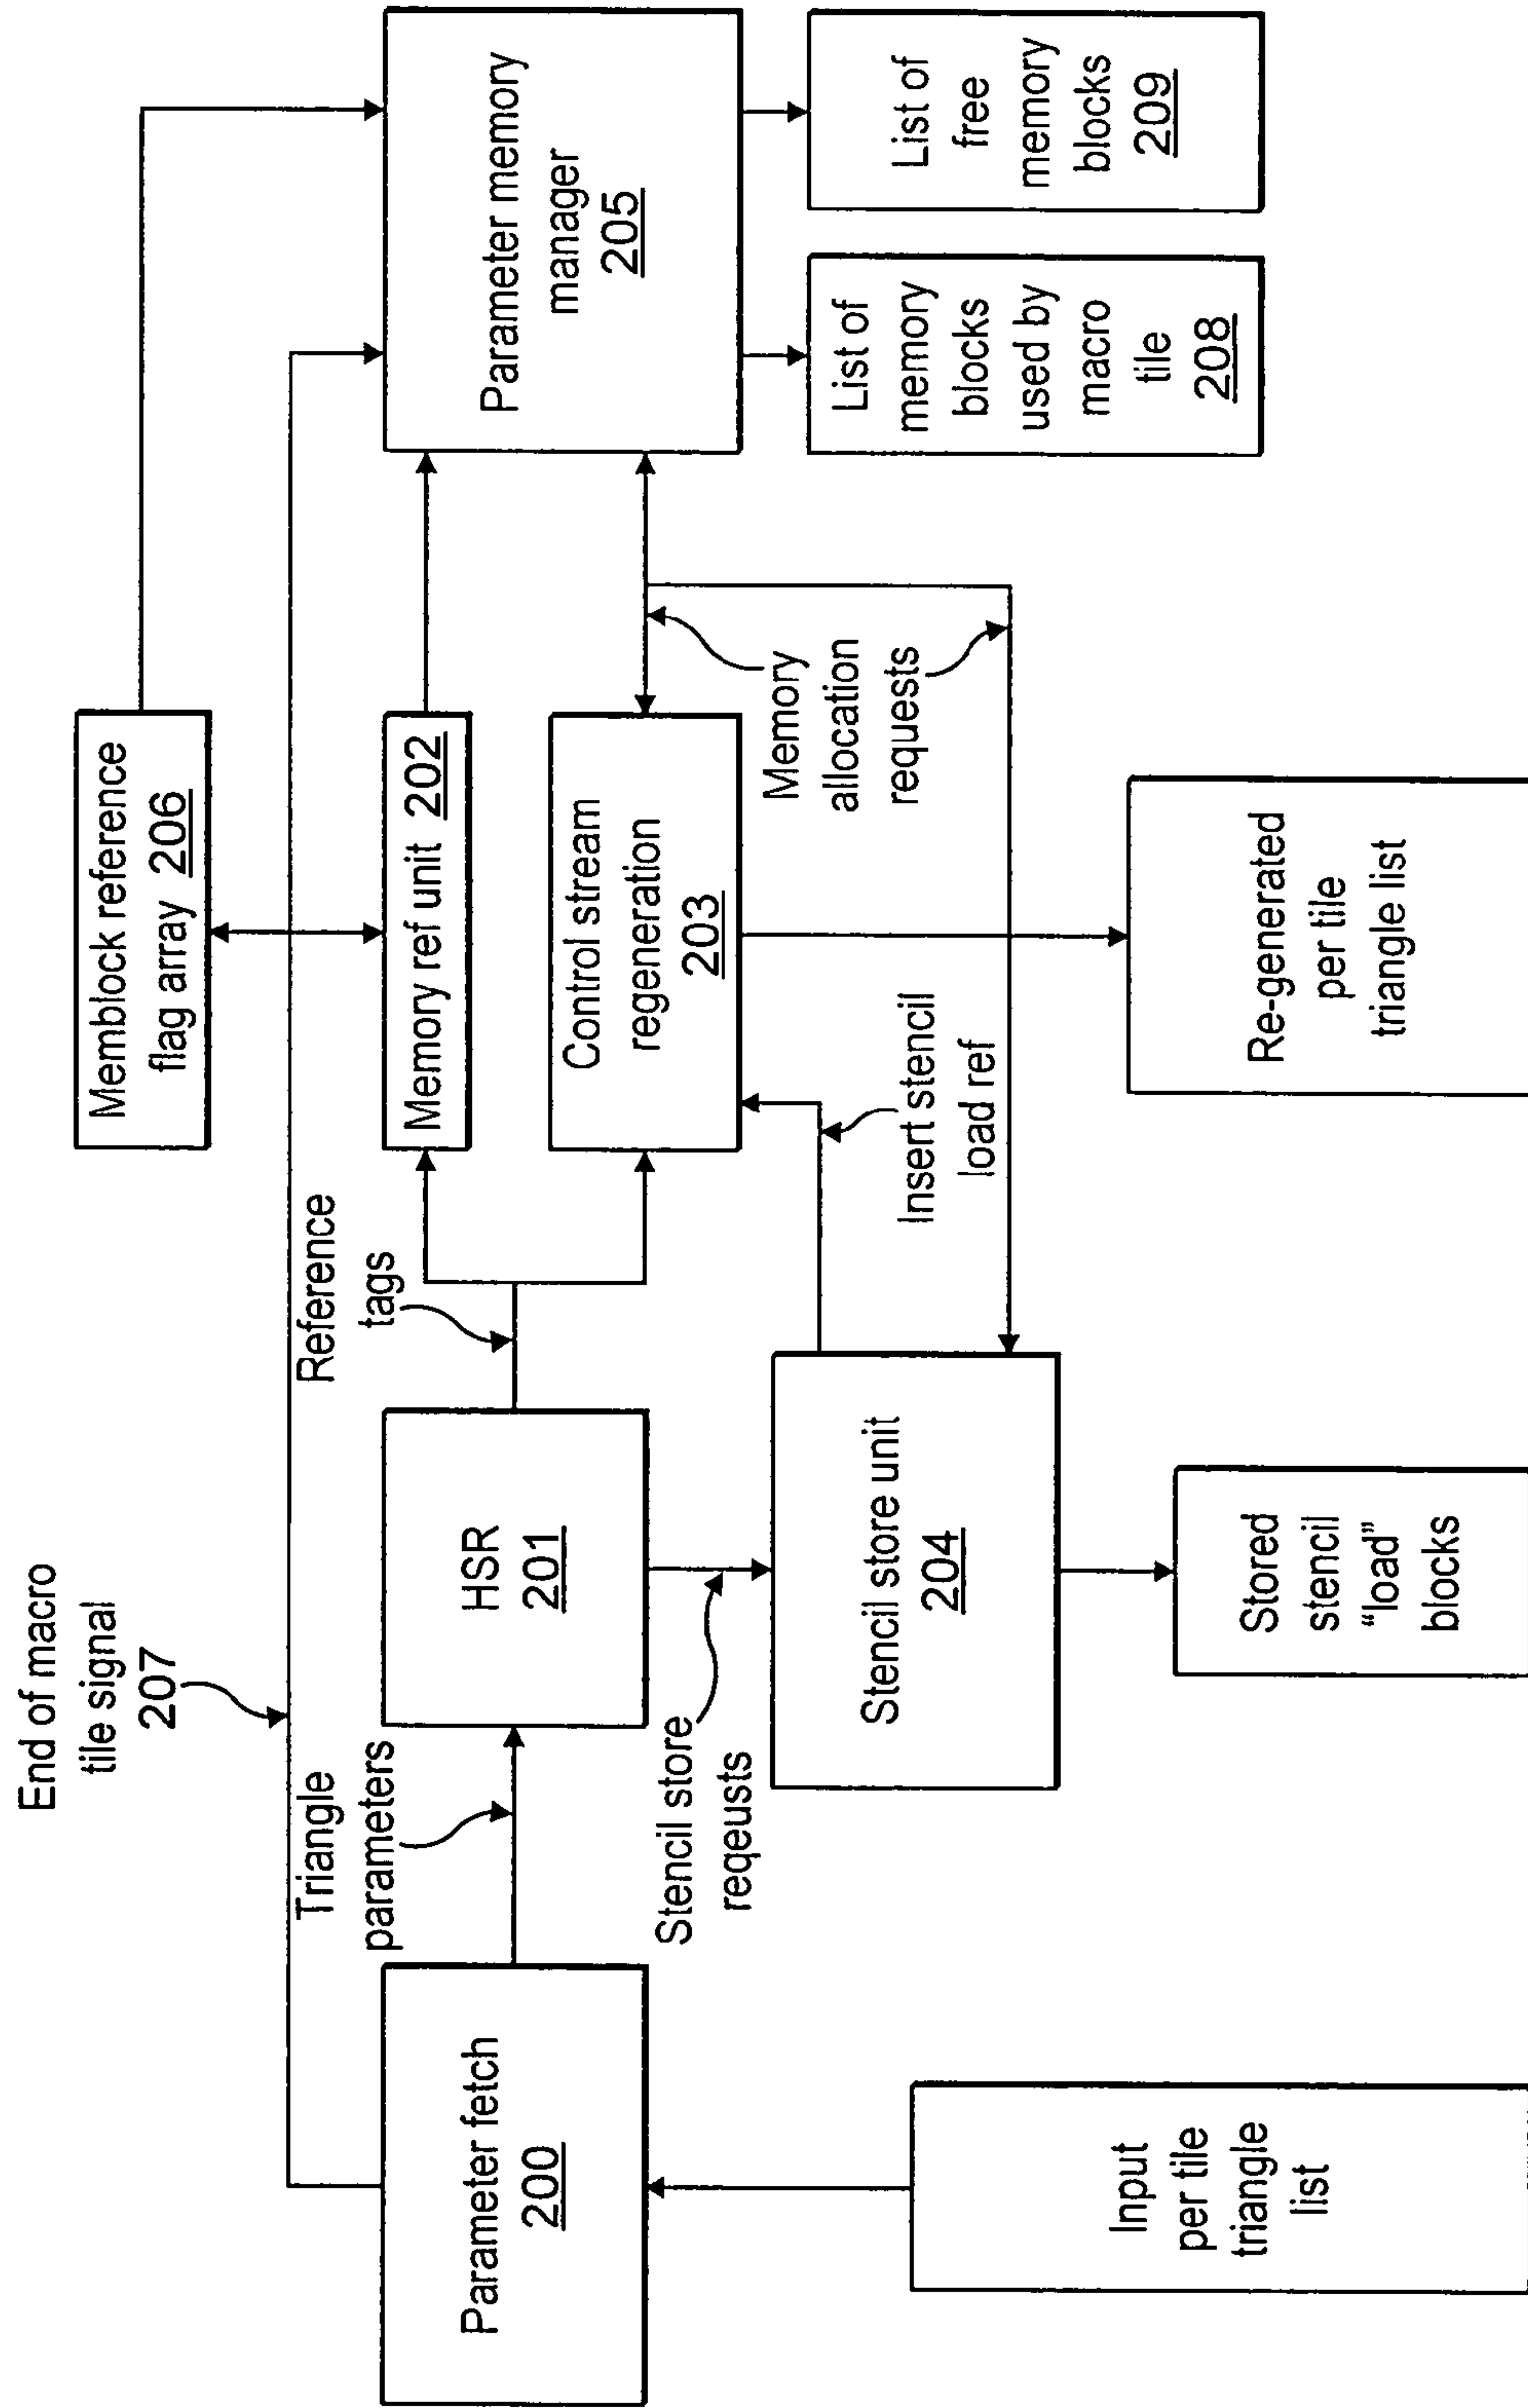 End of macro
tile signal
207
Memblock reference
flag array 206
Triangle
parameters
Reference
tags
Parameter fetch
200
HSR
201
Memory ref unit 202
Control stream
regeneration
203
Parameter memory
manager
205
Stencil store
reqeusts
Stencil store unit
204
Insert stencil
load ref
Memory
allocation
requests
List of
memory
blocks
used by
macro
tile
208
List of
free
memory
blocks
209
Input
per tile
triangle
list
Stored
stencil
“load”
blocks
Re-generated
per tile
triangle list